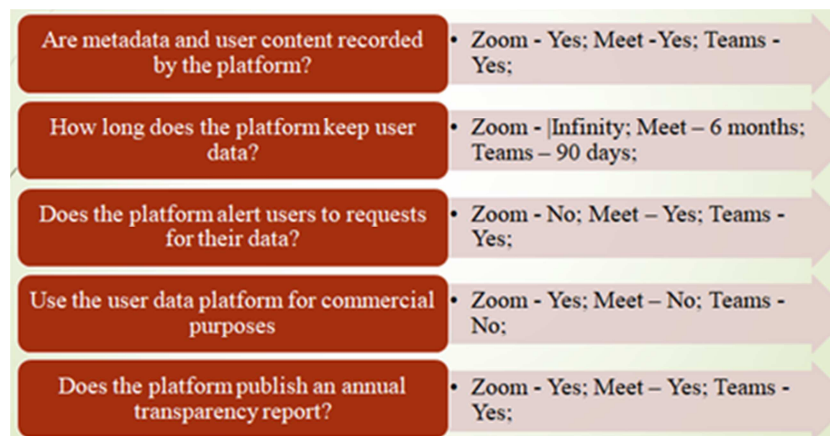 Are metadata and user content recorded
by the platform?
• Zoom - Yes; Meet -Yes; Teams -
Yes;
How long does the platform keep user
data?
• Zoom - |Infinity; Meet – 6 months;
Teams – 90 days;
Does the platform alert users to requests
for their data?
• Zoom - No; Meet – Yes; Teams -
Yes;
Use the user data platform for commercial
purposes
• Zoom - Yes; Meet – No; Teams -
No;
Does the platform publish an annual
transparency report?
• Zoom - Yes; Meet – Yes; Teams -
Yes;